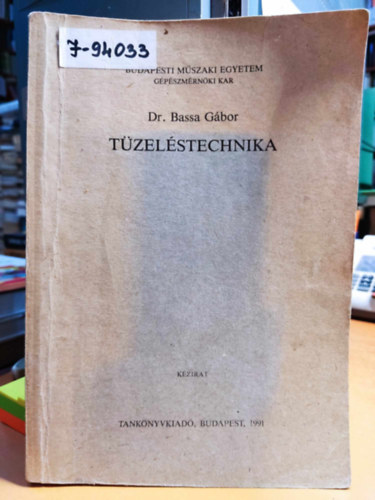 7-94033
BUDAPESTI MŰSZAKI EGYETEM
GÉPÉSZMÉRNÖKI KAR
Dr. Bassa Gábor
TÜZELÉSTECHNIKA
KÉZIRAT
TANKÖNYVKIADÓ, BUDAPEST, 1991